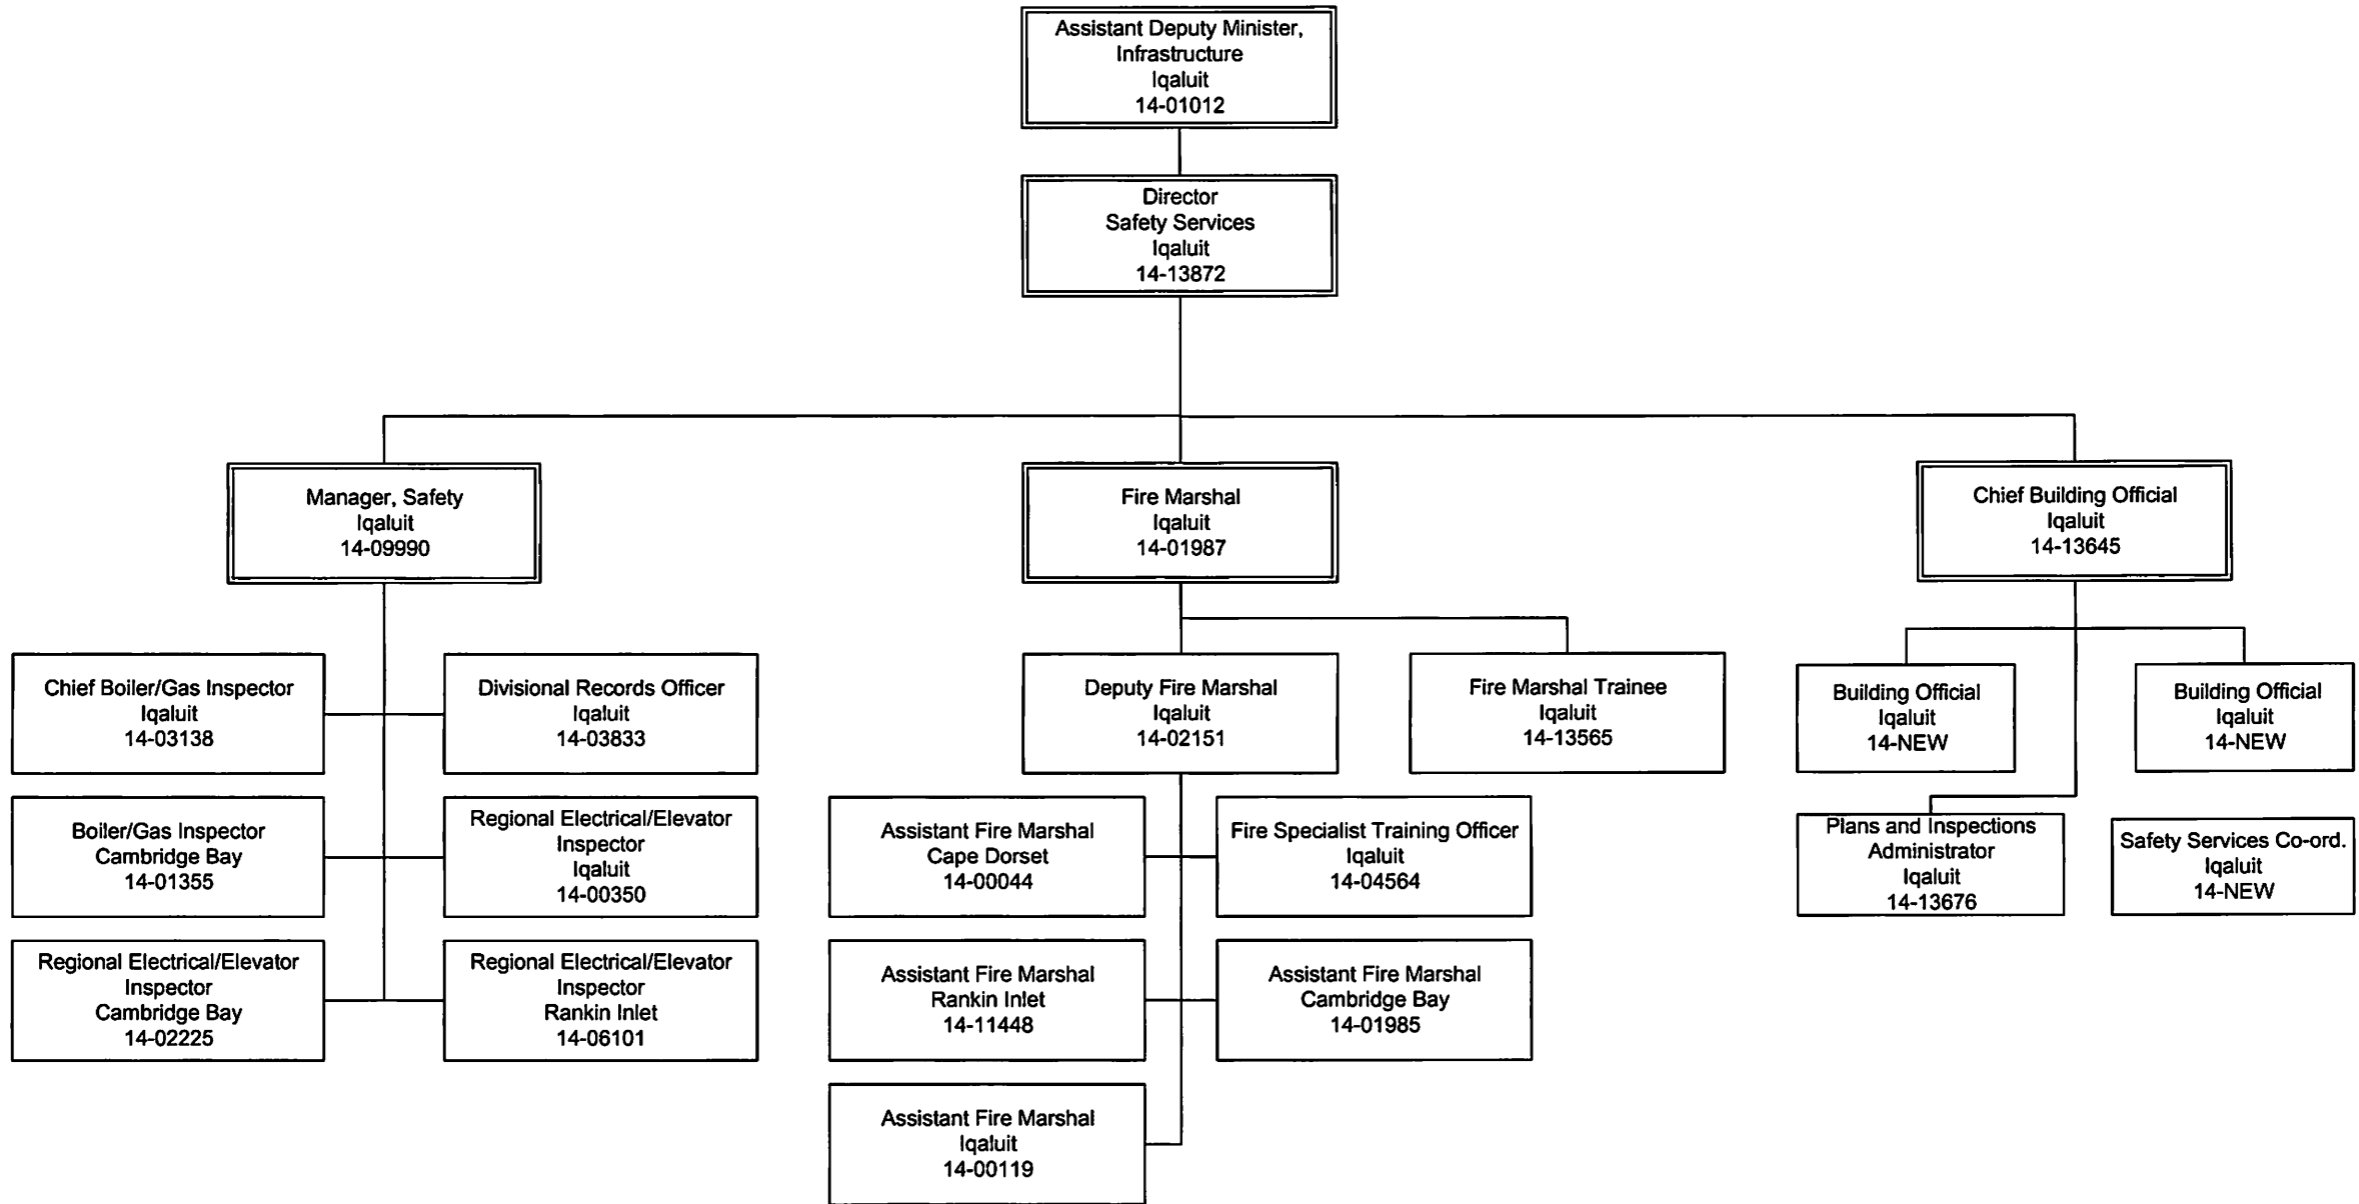 Assistant Deputy Minister,
Infrastructure
Iqaluit
14-01012
Director
Safety Services
Iqaluit
14-13872
Manager, Safety
Iqaluit
14-09990
Fire Marshal
Iqaluit
14-01987
Chief Building Official
Iqaluit
14-13645
Chief Boiler/Gas Inspector
Iqaluit
14-03138
Divisional Records Officer
Iqaluit
14-03833
Boiler/Gas Inspector
Cambridge Bay
14-01355
Regional Electrical/Elevator
Inspector
Iqaluit
14-00350
Regional Electrical/Elevator
Inspector
Cambridge Bay
14-02225
Regional Electrical/Elevator
Inspector
Rankin Inlet
14-06101
Deputy Fire Marshal
Iqaluit
14-02151
Fire Marshal Trainee
Iqaluit
14-13565
Assistant Fire Marshal
Cape Dorset
14-00044
Fire Specialist Training Officer
Iqaluit
14-04564
Assistant Fire Marshal
Rankin Inlet
14-11448
Assistant Fire Marshal
Cambridge Bay
14-01985
Assistant Fire Marshal
Iqaluit
14-00119
Building Official
Iqaluit
14-NEW
Building Official
Iqaluit
14-NEW
Plans and Inspections
Administrator
Iqaluit
14-13676
Safety Services Co-ord.
Iqaluit
14-NEW